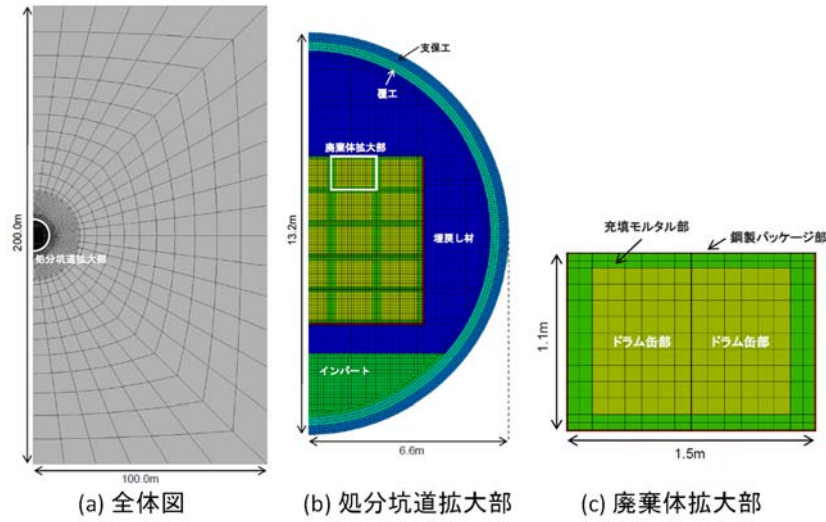 200.0m
処分坑道拡大部
100.0m
(a) 全体図
支保工
覆工
廃棄体拡大部
13.2m
埋戻し材
インバート
6.6m
(b) 処分坑道拡大部
充填モルタル部
鋼製パッケージ部
1.1m
ドラム缶部
ドラム缶部
1.5m
(c) 廃棄体拡大部